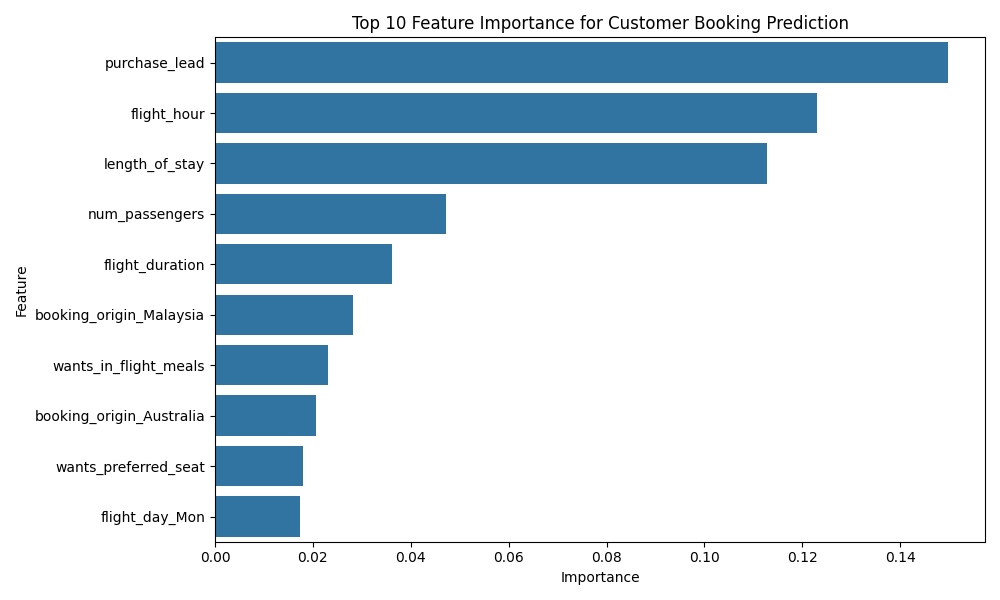 Top 10 Feature Importance for Customer Booking Prediction
Feature
purchase_lead
flight_hour
length_of_stay
num_passengers
flight_duration
booking_origin_Malaysia
wants_in_flight_meals
booking_origin_Australia
wants_preferred_seat
flight_day_Mon
0.00 0.02 0.04 0.06 0.08 0.10 0.12 0.14
Importance